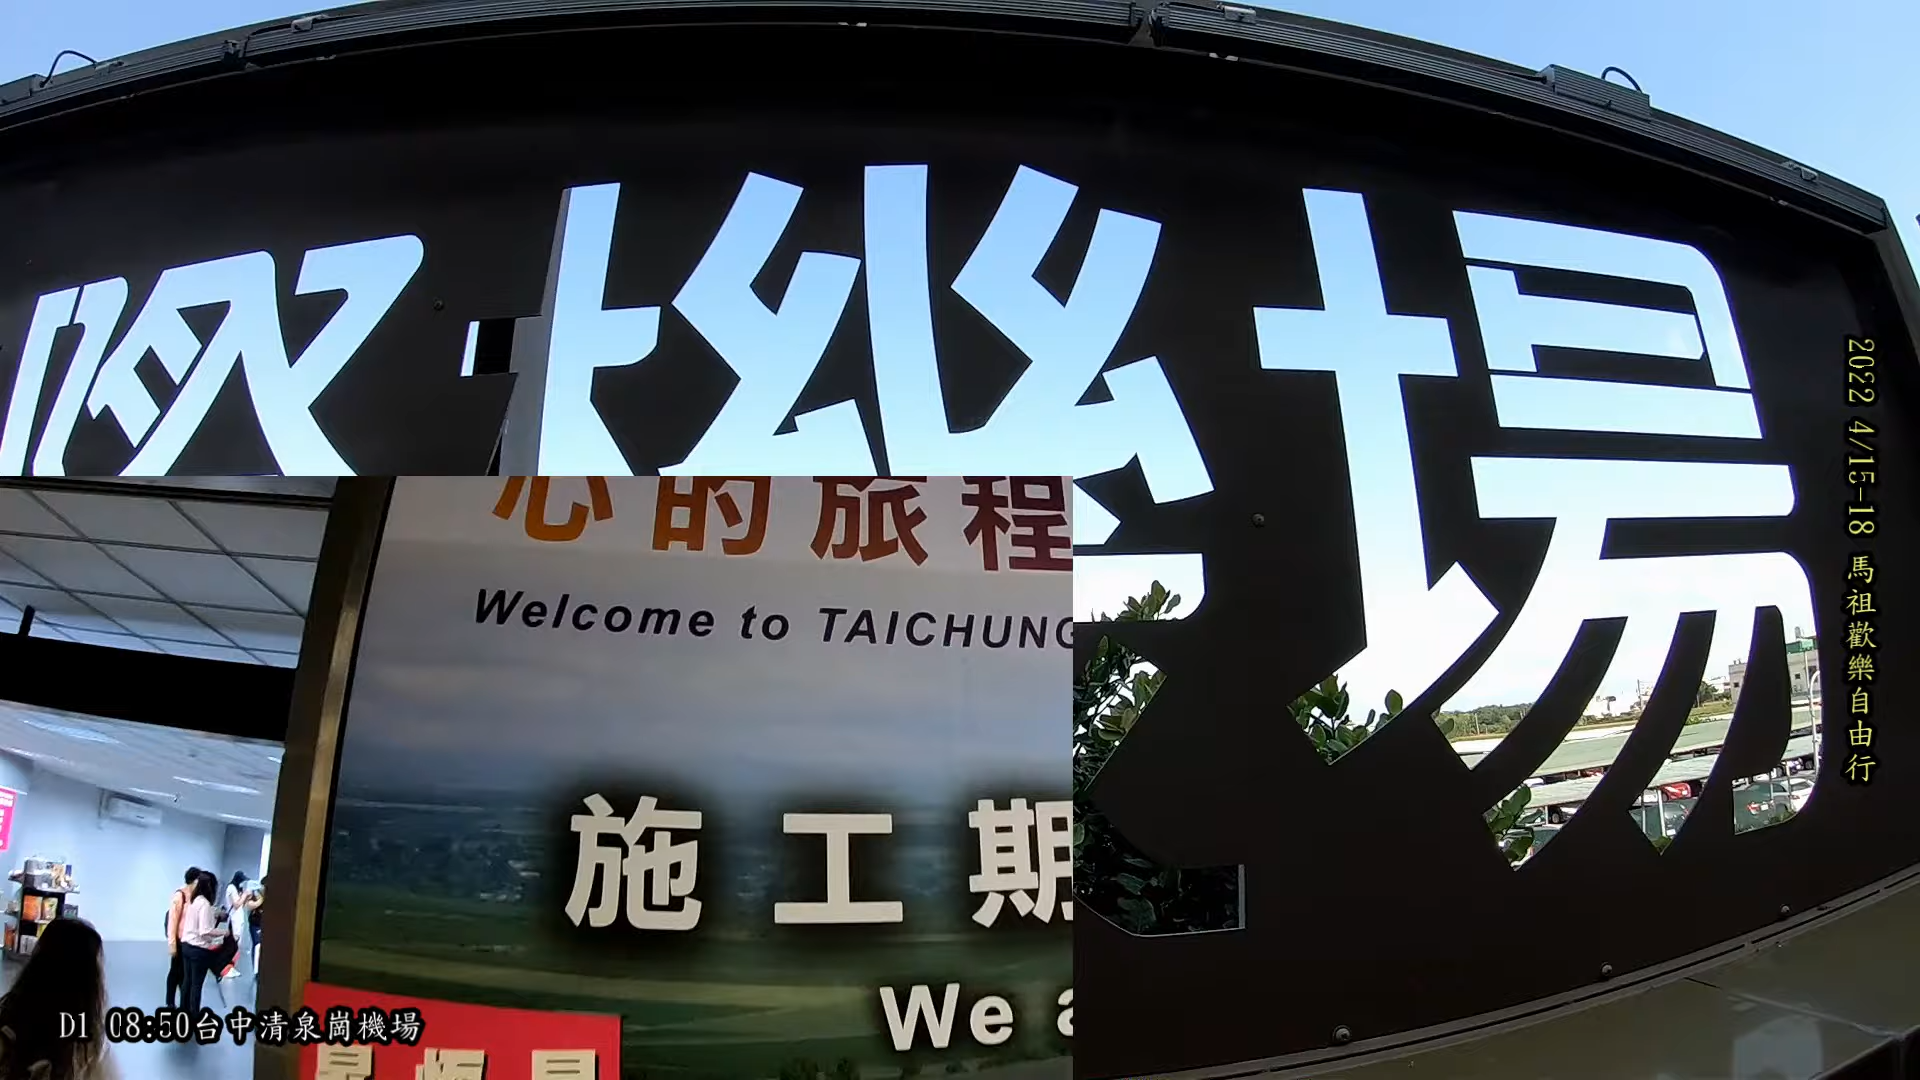 機場
心的旅程
Welcome to TAICHUNG
施工期
We a
D1 08:50台中清泉崗機場
2022 4/15-18 馬祖歡樂自由行